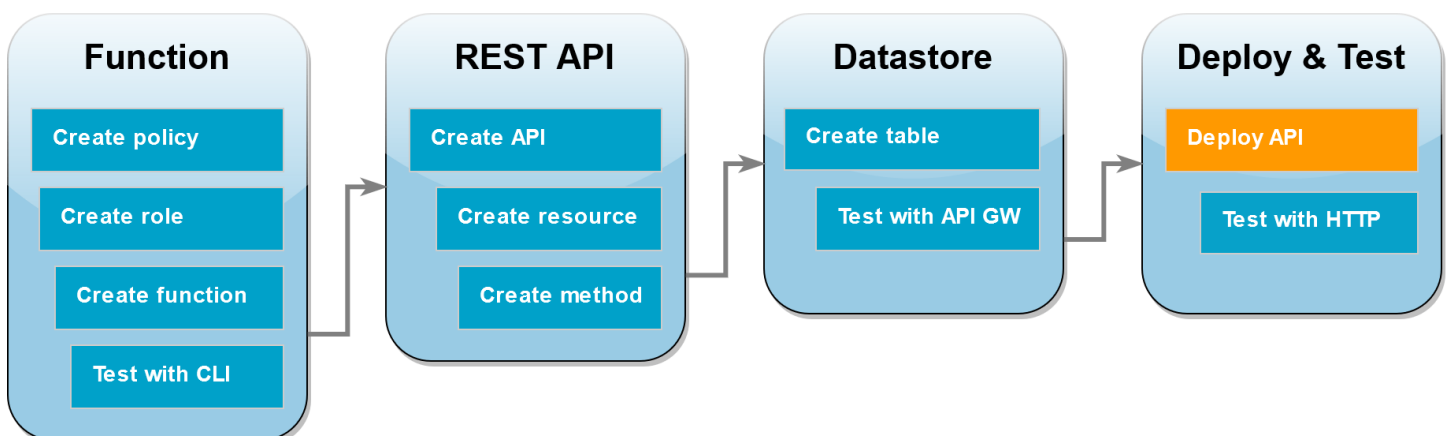 Function
Create policy
Create role
Create function
Test with CLI
REST API
Create API
Create resource
Create method
Datastore
Create table
Test with API GW
Deploy & Test
Deploy API
Test with HTTP